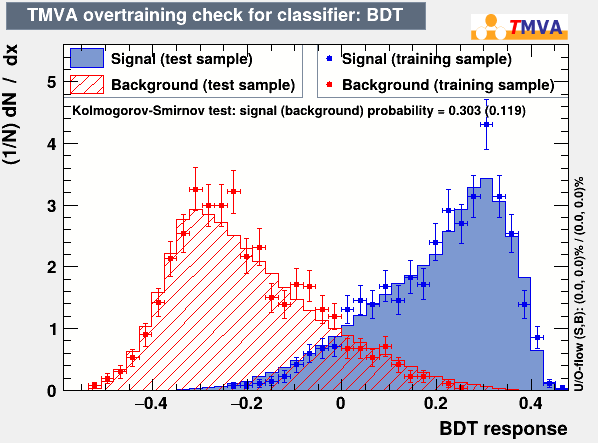 TMVA overtraining check for classifier: BDT
TMVA
Signal (test sample)
Signal (training sample)
Background (test sample)
Background (training sample)
Kolmogorov-Smirnov test: signal (background) probability = 0.303 (0.119)
(1/N) dN / dx
5
4
3
2
1
0
−0.4
−0.2
0
0.2
0.4
BDT response
U/O-flow (S,B): (0.0, 0.0)% / (0.0, 0.0)%